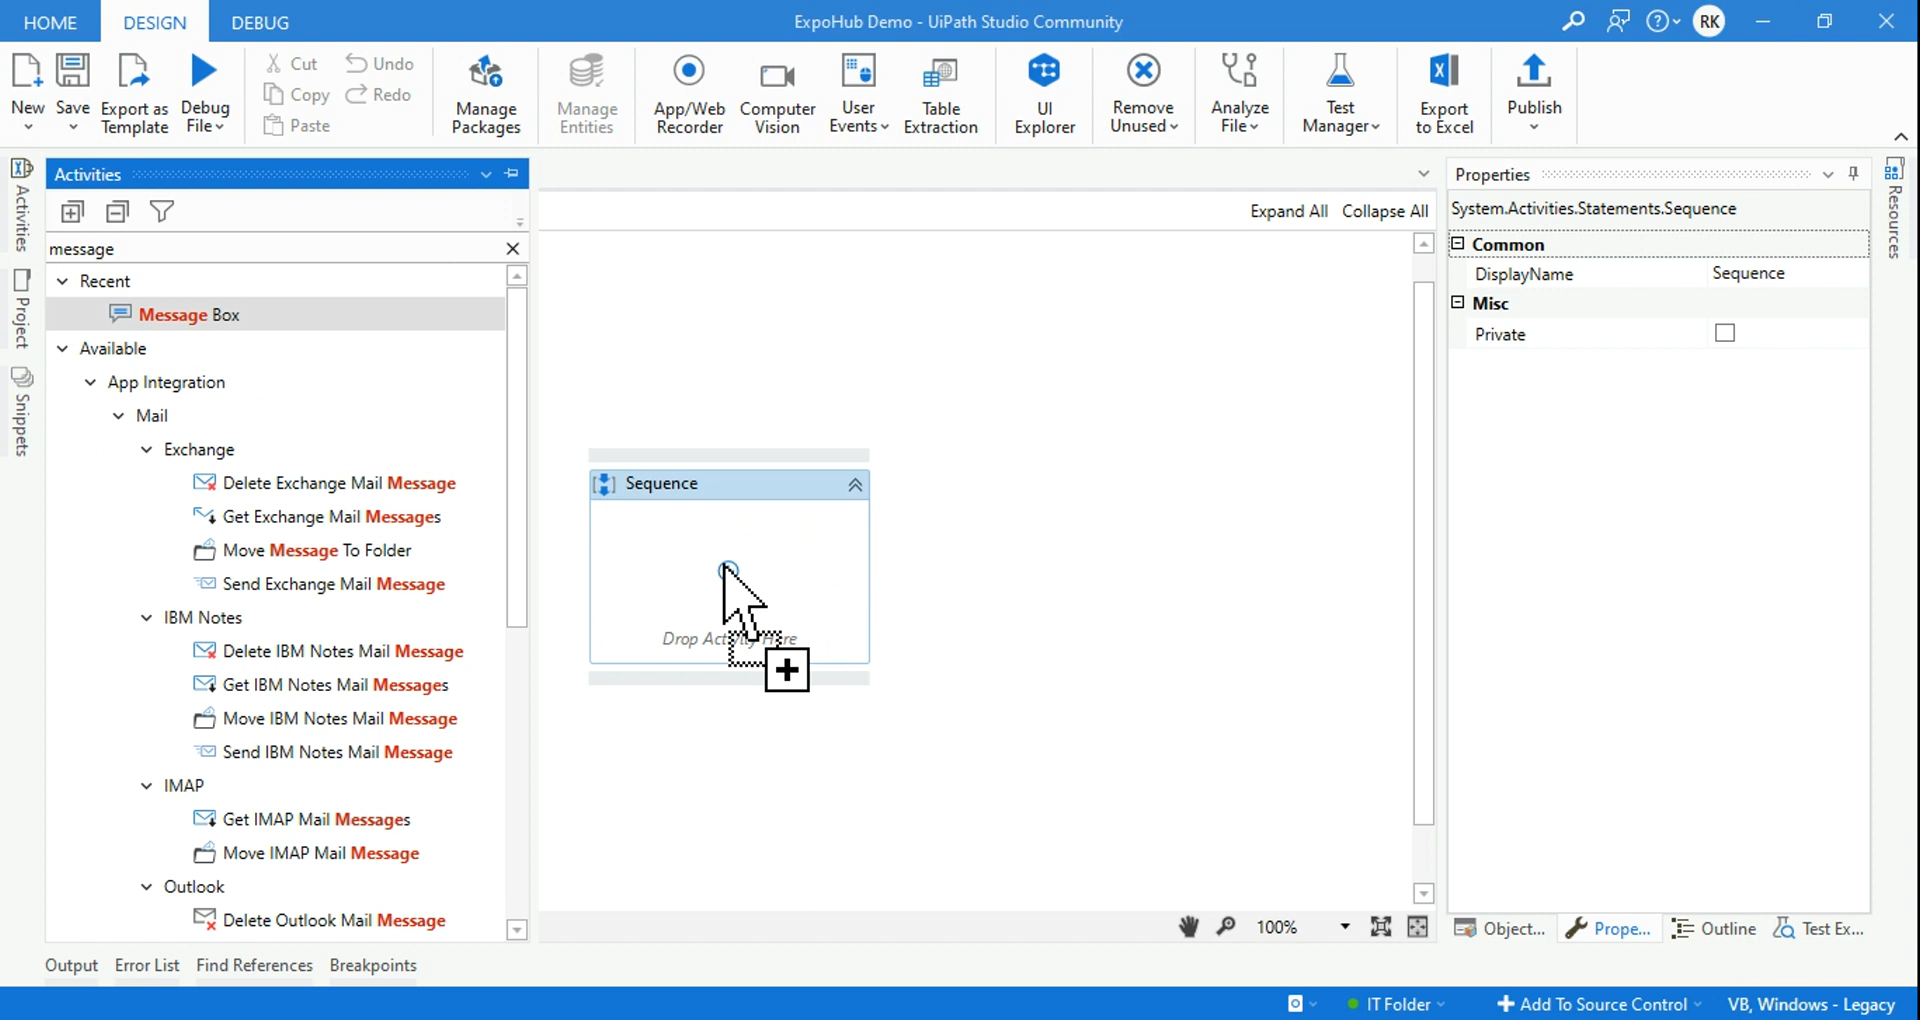 HOME DESIGN DEBUG ExpoHub Demo - UiPath Studio Community RK
New Save Export as Template Debug File
Cut Undo
Copy Redo
Paste
Manage Packages
Manage Entities
App/Web Recorder
Computer Vision
User Events
Table Extraction
UI Explorer
Remove Unused
Analyze File
Test Manager
Export to Excel
Publish
Activities
Project
Snippets
Activities
message
Recent
Message Box
Available
App Integration
Mail
Exchange
Delete Exchange Mail Message
Get Exchange Mail Messages
Move Message To Folder
Send Exchange Mail Message
IBM Notes
Delete IBM Notes Mail Message
Get IBM Notes Mail Messages
Move IBM Notes Mail Message
Send IBM Notes Mail Message
IMAP
Get IMAP Mail Messages
Move IMAP Mail Message
Outlook
Delete Outlook Mail Message
Expand All Collapse All
Sequence
Drop Activity Here
100%
Properties
System.Activities.Statements.Sequence
Common
DisplayName Sequence
Misc
Private
Resources
Object... Prope... Outline Test Ex...
Output Error List Find References Breakpoints
IT Folder Add To Source Control VB, Windows - Legacy